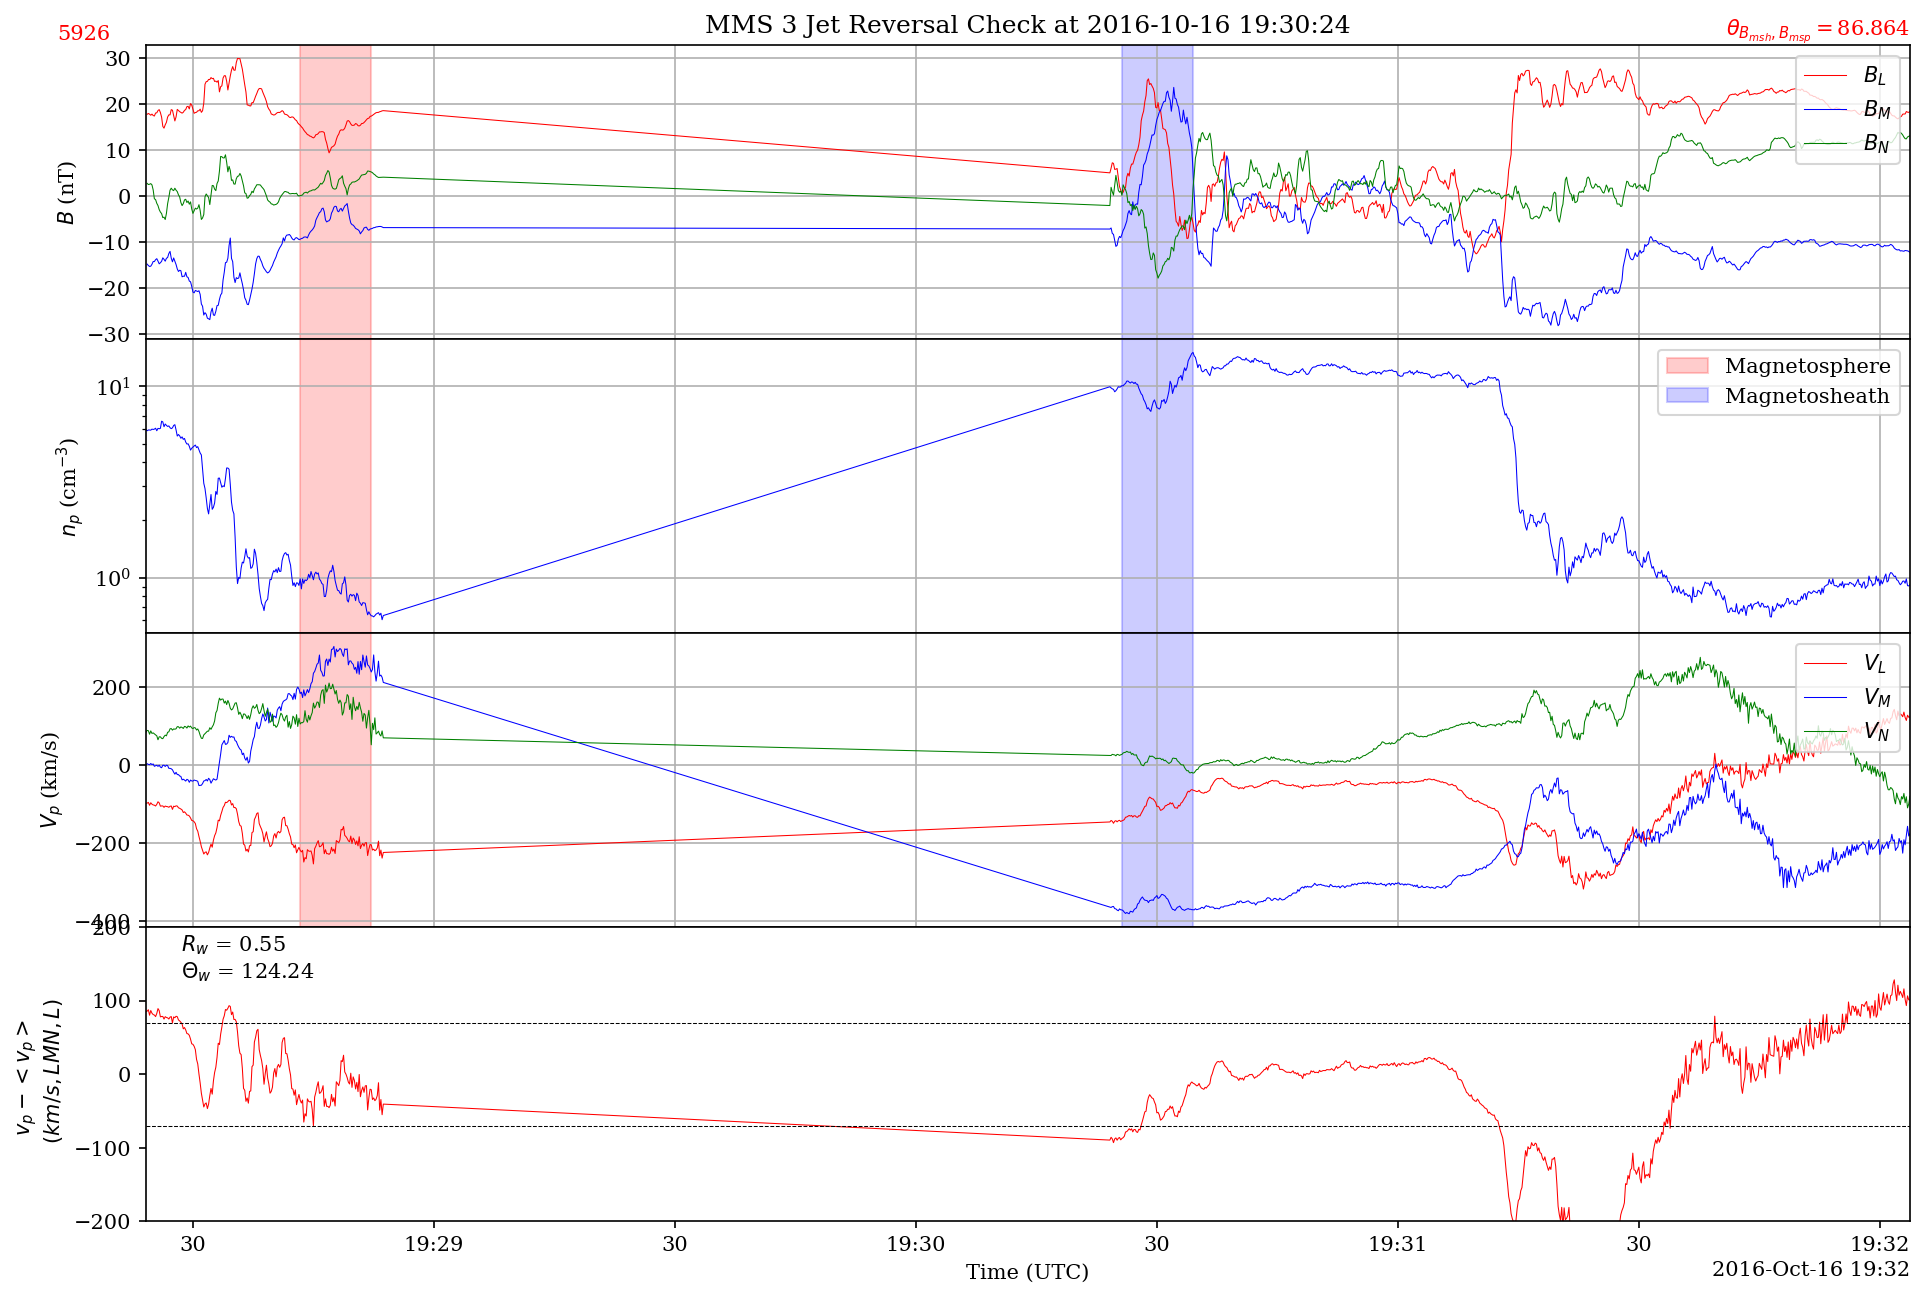 5926
MMS 3 Jet Reversal Check at 2016-10-16 19:30:24
θ_{B_{msh}, B_{msp}} = 86.864
B (nT)
30
20
10
0
−10
−20
−30
B_L
B_M
B_N
n_p (cm^{−3})
10^1
10^0
Magnetosphere
Magnetosheath
V_p (km/s)
200
0
−200
−400
V_L
V_M
V_N
v_p − < v_p >
(km/s, LMN, L)
200
100
0
−100
−200
R_w = 0.55
Θ_w = 124.24
30 19:29 30 19:30 30 19:31 30 19:32
Time (UTC)
2016-Oct-16 19:32